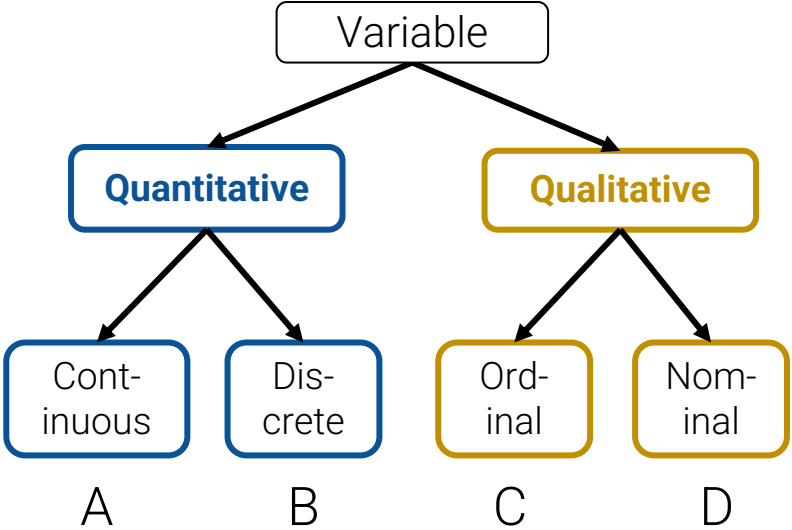 Variable
Quantitative
Qualitative
Cont-
inuous
Dis-
crete
Ord-
inal
Nom-
inal
A
B
C
D